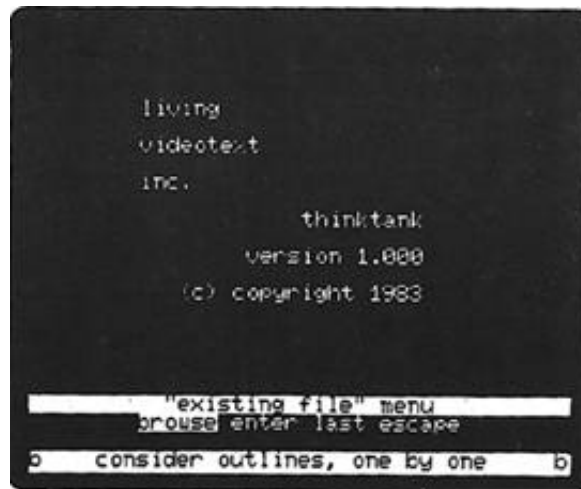 living
videotext
inc.
thinktank
version 1.000
(c) copyright 1983
"existing file" menu
browse enter last escape
b consider outlines, one by one b